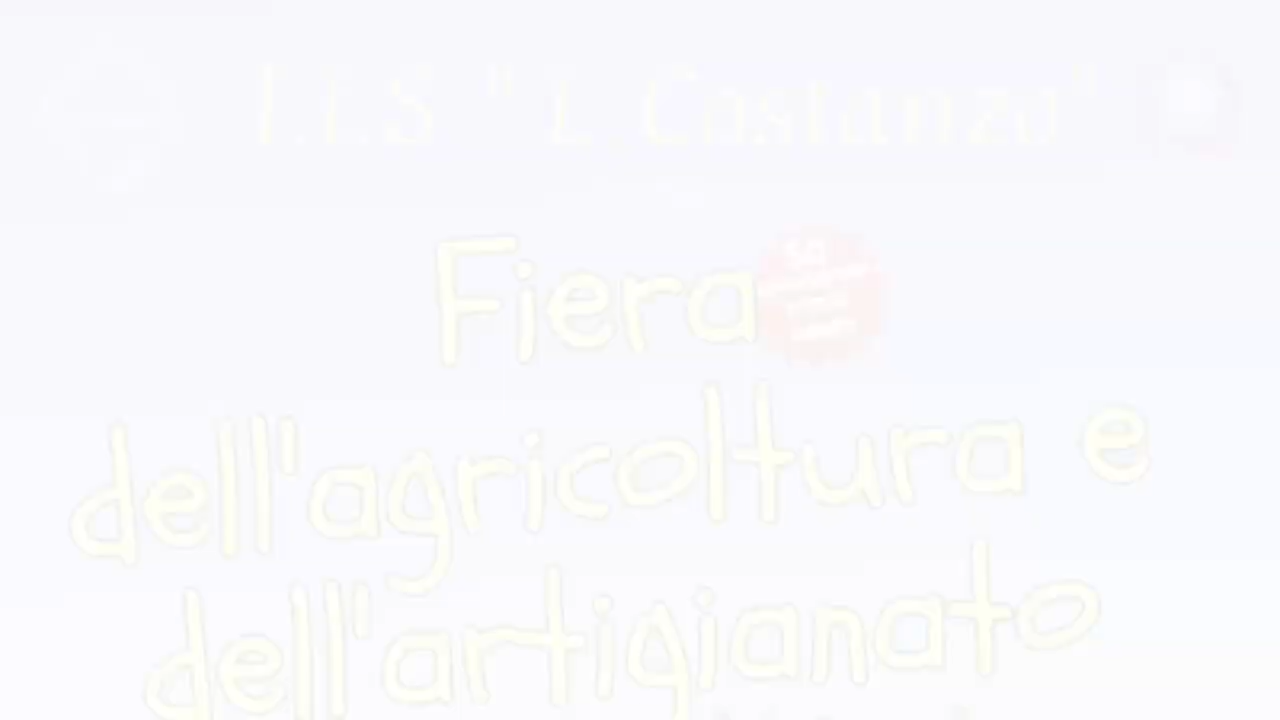 I.I.S " L. Costanzo"
Fiera
dell'agricoltura e
dell'artigianato